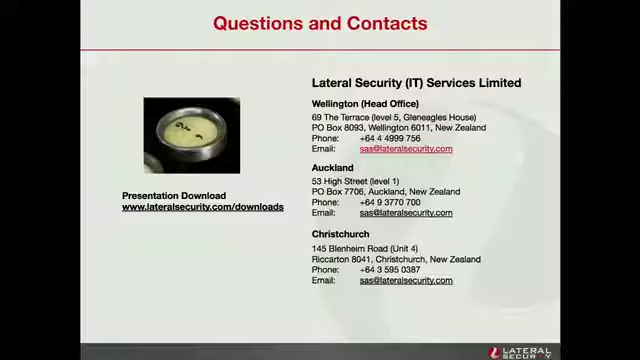 Questions and Contacts
Lateral Security (IT) Services Limited
Wellington (Head Office)
69 The Terrace (level 5, Gleneagles House)
PO Box 8093, Wellington 6011, New Zealand
Phone: +64 4 4999 756
Email: sas@lateralsecurity.com
Auckland
53 High Street (level 1)
PO Box 7706, Auckland, New Zealand
Phone: +64 9 3770 700
Email: sas@lateralsecurity.com
Christchurch
145 Blenheim Road (Unit 4)
Riccarton 8041, Christchurch, New Zealand
Phone: +64 3 595 0387
Email: sas@lateralsecurity.com
Presentation Download
www.lateralsecurity.com/downloads
LATERAL
SECURITY